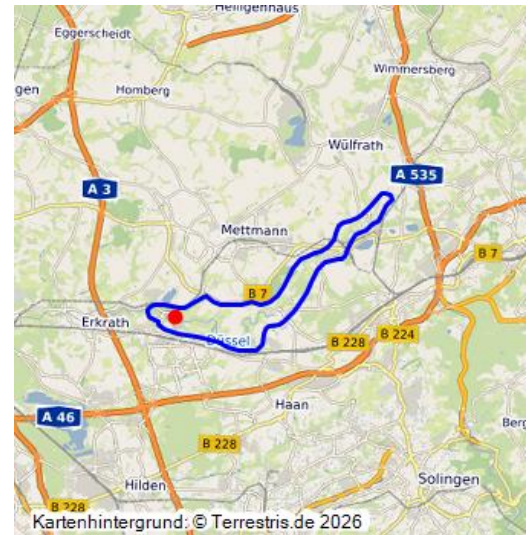 Heiligenhaus
Eggerscheidt
Wimmersberg
Homberg
gen
Wülfrath
A 535
A 3
Mettmann
B 7
B 7
Erkrath
Düssel
B 228
B 224
Haan
A 46
B 228
Berg
Solingen
Hilden
B 228
Kartenhintergrund: © Terrestris.de 2026